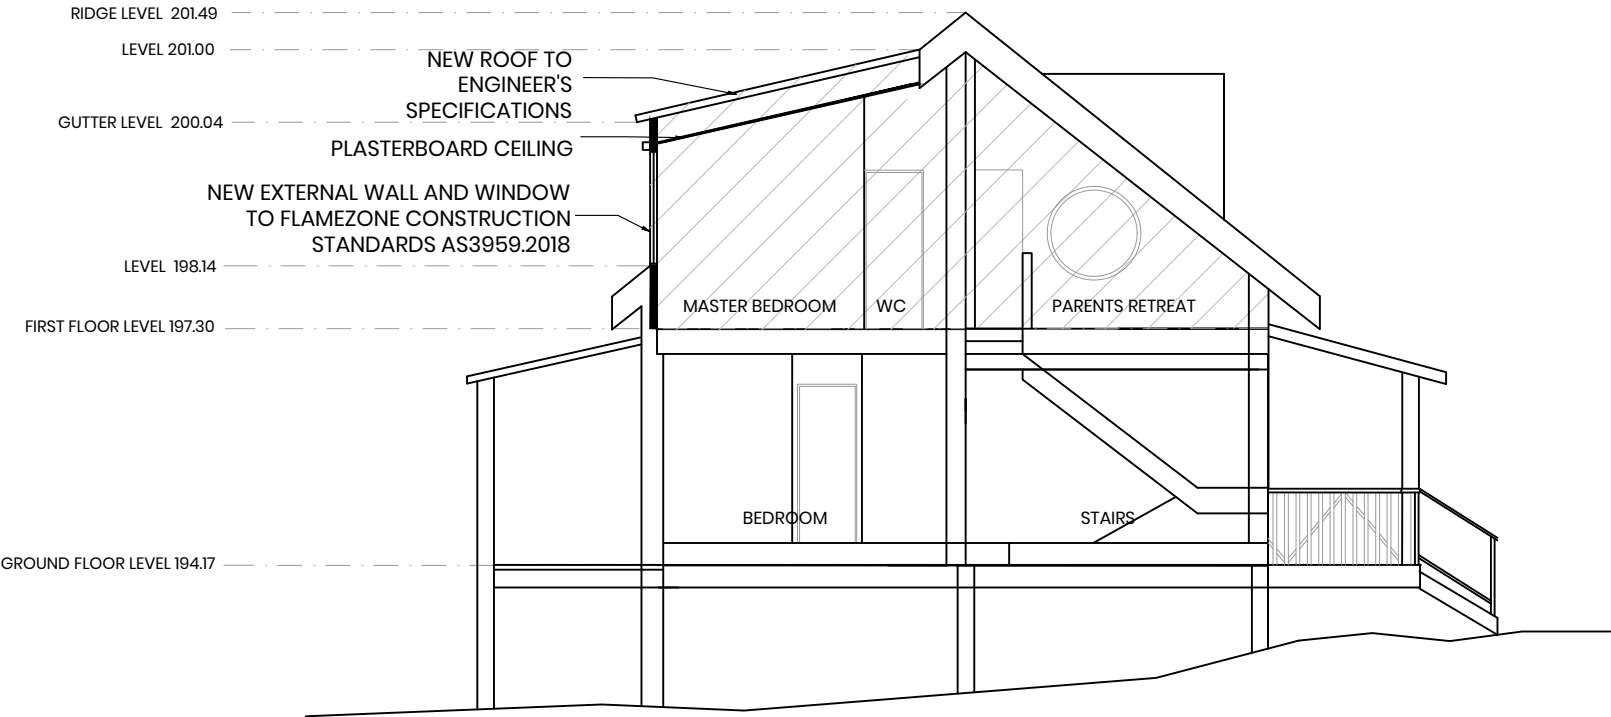 RIDGE LEVEL 201.49
LEVEL 201.00
NEW ROOF TO
ENGINEER'S
SPECIFICATIONS
GUTTER LEVEL 200.04
PLASTERBOARD CEILING
NEW EXTERNAL WALL AND WINDOW
TO FLAMEZONE CONSTRUCTION
STANDARDS AS3959.2018
LEVEL 198.14
MASTER BEDROOM
WC
PARENTS RETREAT
FIRST FLOOR LEVEL 197.30
BEDROOM
STAIRS
GROUND FLOOR LEVEL 194.17